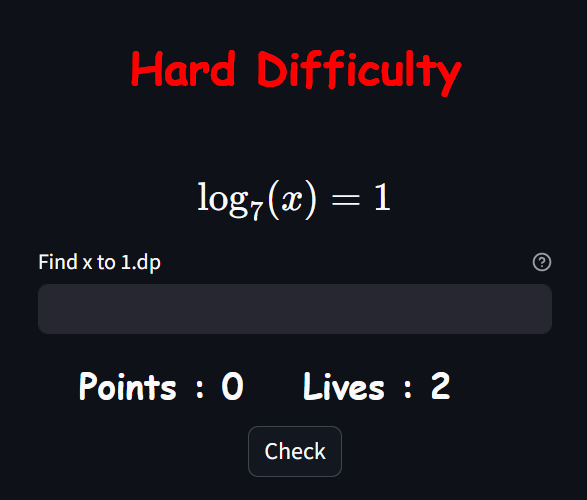 Hard Difficulty
log₇(x) = 1
Find x to 1.dp
Points : 0 Lives : 2
Check